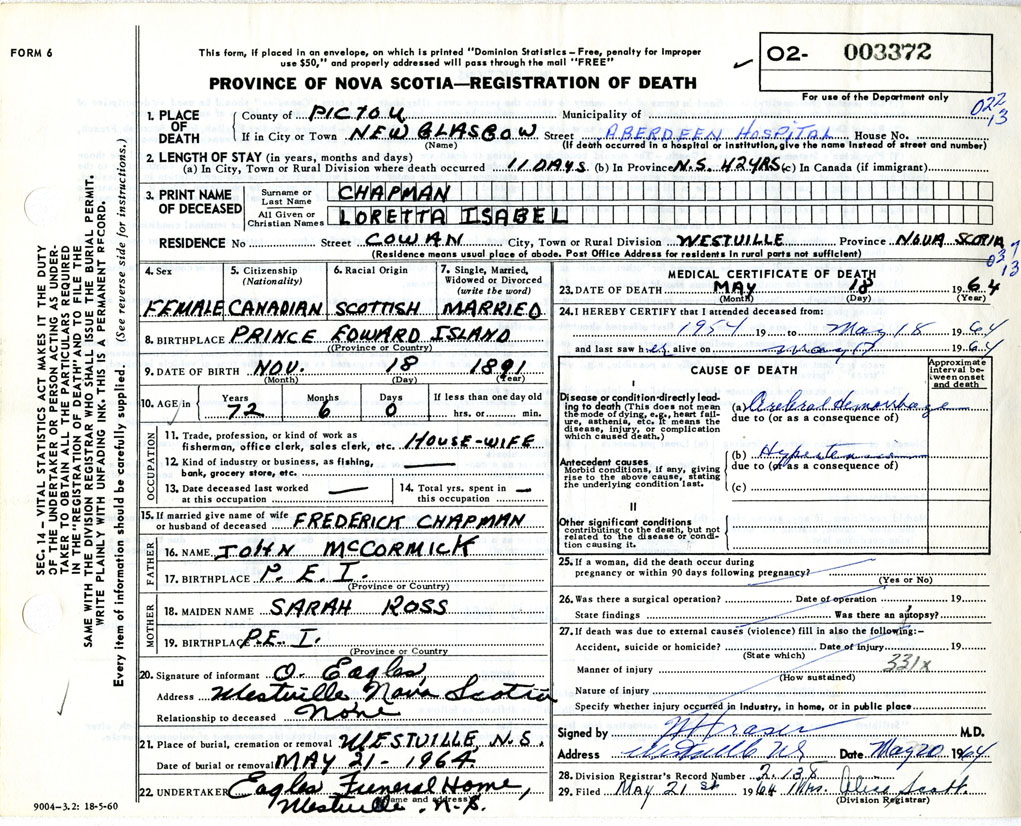 FORM 6
This form, if placed in an envelope, on which is printed "Dominion Statistics – Free, penalty for improper
use $50," and properly addressed will pass through the mail "FREE"
02- 003372
For use of the Department only
PROVINCE OF NOVA SCOTIA—REGISTRATION OF DEATH
022
13
1. PLACE OF DEATH
County of PICTOU Municipality of
If in City or Town NEW GLASGOW Street ABERDEEN HOSPITAL House No.
(Name) (If death occurred in a hospital or institution, give the name instead of street and number)
2. LENGTH OF STAY (in years, months and days)
(a) In City, Town or Rural Division where death occurred 11 DAYS (b) In Province N.S. 42 YRS (c) In Canada (if immigrant)
3. PRINT NAME OF DECEASED
Surname or Last Name CHAPMAN
All Given or Christian Names LORETTA ISABEL
RESIDENCE No Street COWAN City, Town or Rural Division WESTVILLE Province NOVA SCOTIA
(Residence means usual place of abode. Post Office Address for residents in rural parts not sufficient)
037
13
4. Sex FEMALE
5. Citizenship (Nationality) CANADIAN
6. Racial Origin SCOTTISH
7. Single, Married, Widowed or Divorced (write the word) MARRIED
8. BIRTHPLACE PRINCE EDWARD ISLAND
(Province or Country)
9. DATE OF BIRTH NOV. 18 1891
(Month) (Day) (Year)
10. AGE in Years 72 Months 6 Days 0 If less than one day old hrs. or min.
OCCUPATION
11. Trade, profession, or kind of work as fisherman, office clerk, sales clerk, etc. HOUSE-WIFE
12. Kind of industry or business, as fishing, bank, grocery store, etc. —
13. Date deceased last worked at this occupation —
14. Total yrs. spent in this occupation —
15. If married give name of wife or husband of deceased FREDERICK CHAPMAN
FATHER
16. NAME JOHN McCORMICK
17. BIRTHPLACE P.E.I.
(Province or Country)
MOTHER
18. MAIDEN NAME SARAH ROSS
19. BIRTHPLACE P.E.I.
(Province or Country)
20. Signature of informant O. Eagles,
Address Westville Nova Scotia
Relationship to deceased None
21. Place of burial, cremation or removal WESTVILLE N.S.
Date of burial or removal MAY 21 - 1964
22. UNDERTAKER Eagles Funeral Home,
Westville, N.S.
(Name and address)
9004–3.2: 18-5-60
MEDICAL CERTIFICATE OF DEATH
23. DATE OF DEATH MAY 18 1964
(Month) (Day) (Year)
24. I HEREBY CERTIFY that I attended deceased from:
1954 19 to May 18 1964
and last saw her alive on May 17 1964
CAUSE OF DEATH
Approximate interval between onset and death
I
Disease or condition directly leading to death (This does not mean the mode of dying, e.g., heart failure, asthenia, etc. It means the disease, injury, or complication which caused death.)
(a) Cerebral hemorrhage
due to (or as a consequence of)
Antecedent causes
Morbid conditions, if any, giving rise to the above cause, stating the underlying condition last.
(b) Hypertension
due to (or as a consequence of)
(c)
II
Other significant conditions
contributing to the death, but not related to the disease or condition causing it.
25. If a woman, did the death occur during pregnancy or within 90 days following pregnancy?
(Yes or No)
26. Was there a surgical operation? Date of operation 19
State findings Was there an autopsy?
27. If death was due to external causes (violence) fill in also the following:–
Accident, suicide or homicide? Date of injury 19
(State which) 331x
Manner of injury
(How sustained)
Nature of injury
Specify whether injury occurred in industry, in home, or in public place
Signed by Fraser M.D.
Address Westville NS Date May 20 1964
28. Division Registrar's Record Number 2138
29. Filed May 21st 1964 Mrs. Alice Scott
(Division Registrar)
SEC. 14 – VITAL STATISTICS ACT MAKES IT THE DUTY
OF THE UNDERTAKER OR PERSON ACTING AS UNDER-
TAKER TO OBTAIN ALL THE PARTICULARS REQUIRED
IN THE "REGISTRATION OF DEATH" AND TO FILE THE
SAME WITH THE DIVISION REGISTRAR WHO SHALL ISSUE THE BURIAL PERMIT.
WRITE PLAINLY WITH UNFADING INK. THIS IS A PERMANENT RECORD.
Every item of information should be carefully supplied. (See reverse side for instructions.)